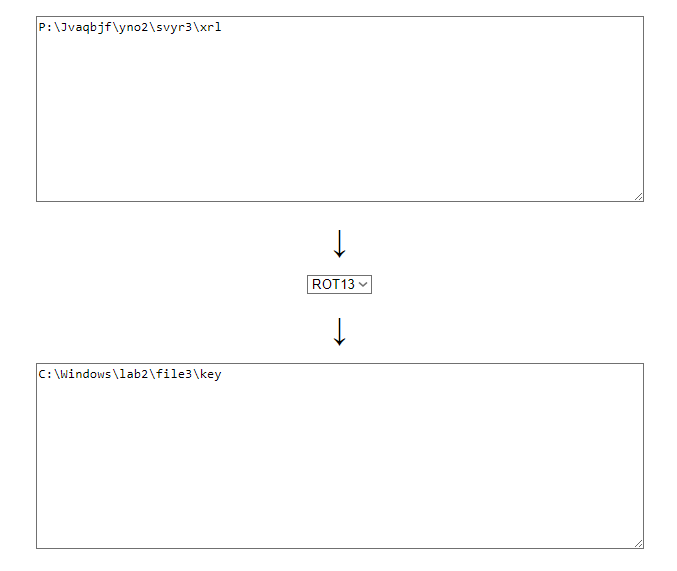 P:\Jvaqbjf\yno2\svyr3\xrl
↓
ROT13
↓
C:\Windows\lab2\file3\key